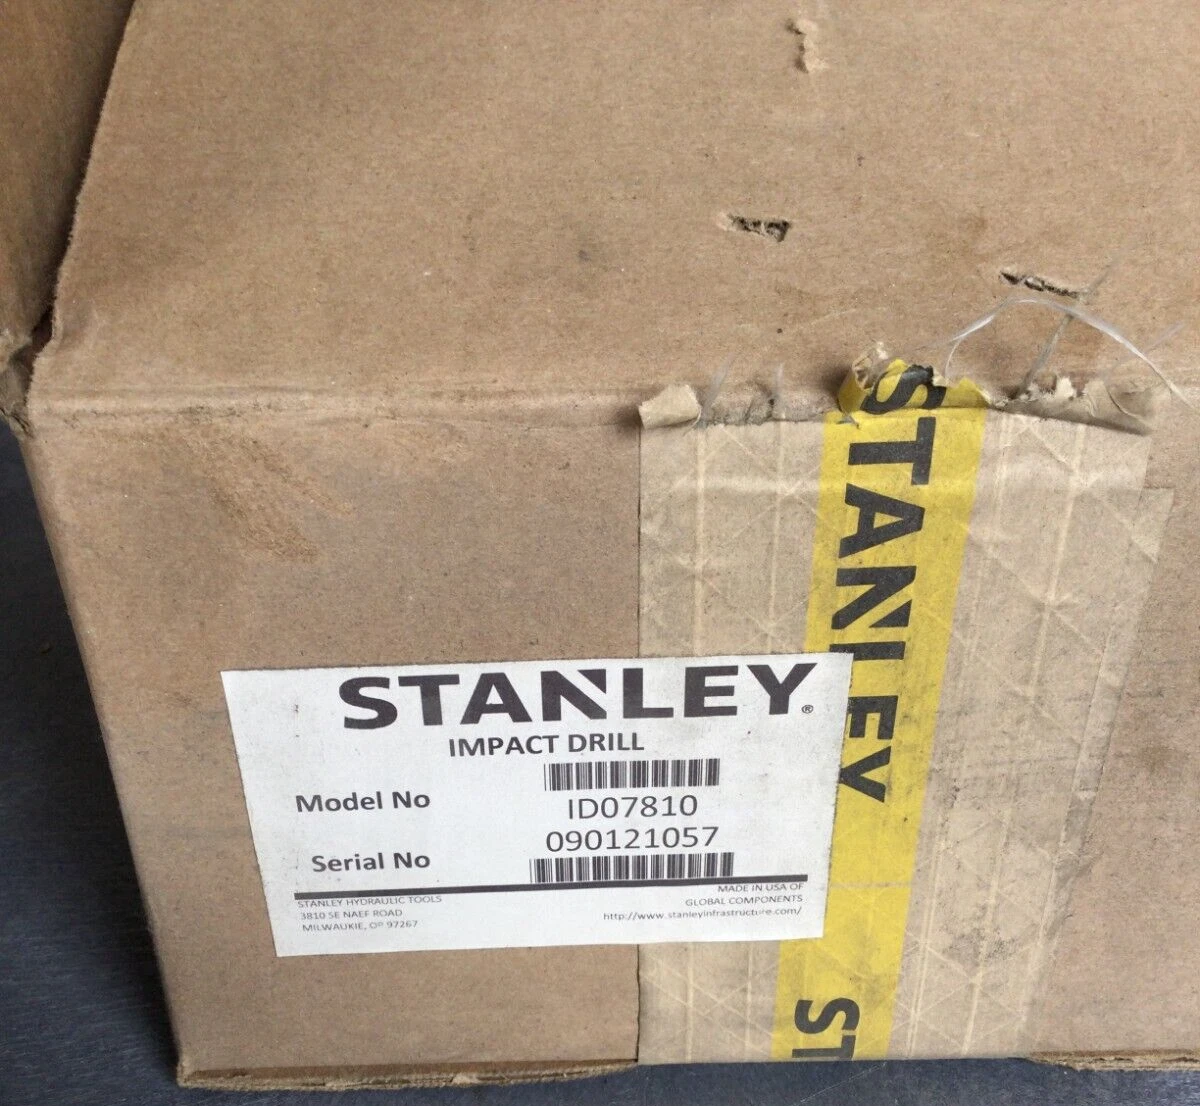 STANLEY
STANLEY®
IMPACT DRILL
Model No ID07810
090121057
Serial No
STANLEY HYDRAULIC TOOLS
3810 SE NAEF ROAD
MILWAUKIE, OR 97267
MADE IN USA OF
GLOBAL COMPONENTS
http://www.stanleyinfrastructure.com/
ST